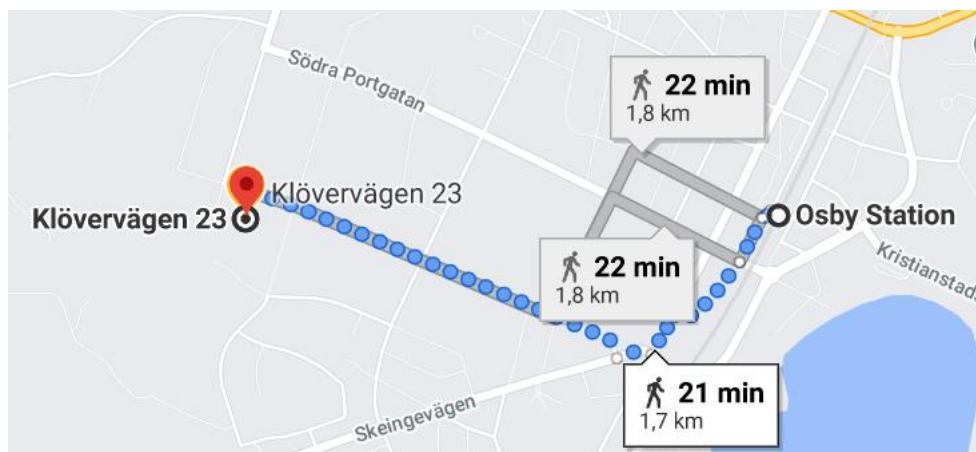 Södra Portgatan
22 min
1,8 km
Klövervägen 23
Klövervägen 23
Osby Station
22 min
1,8 km
Kristianstad
21 min
1,7 km
Skeingevägen